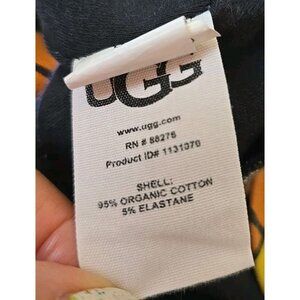 UGG
www.ugg.com
RN # 88276
Product ID# 1131070
SHELL:
95% ORGANIC COTTON
5% ELASTANE